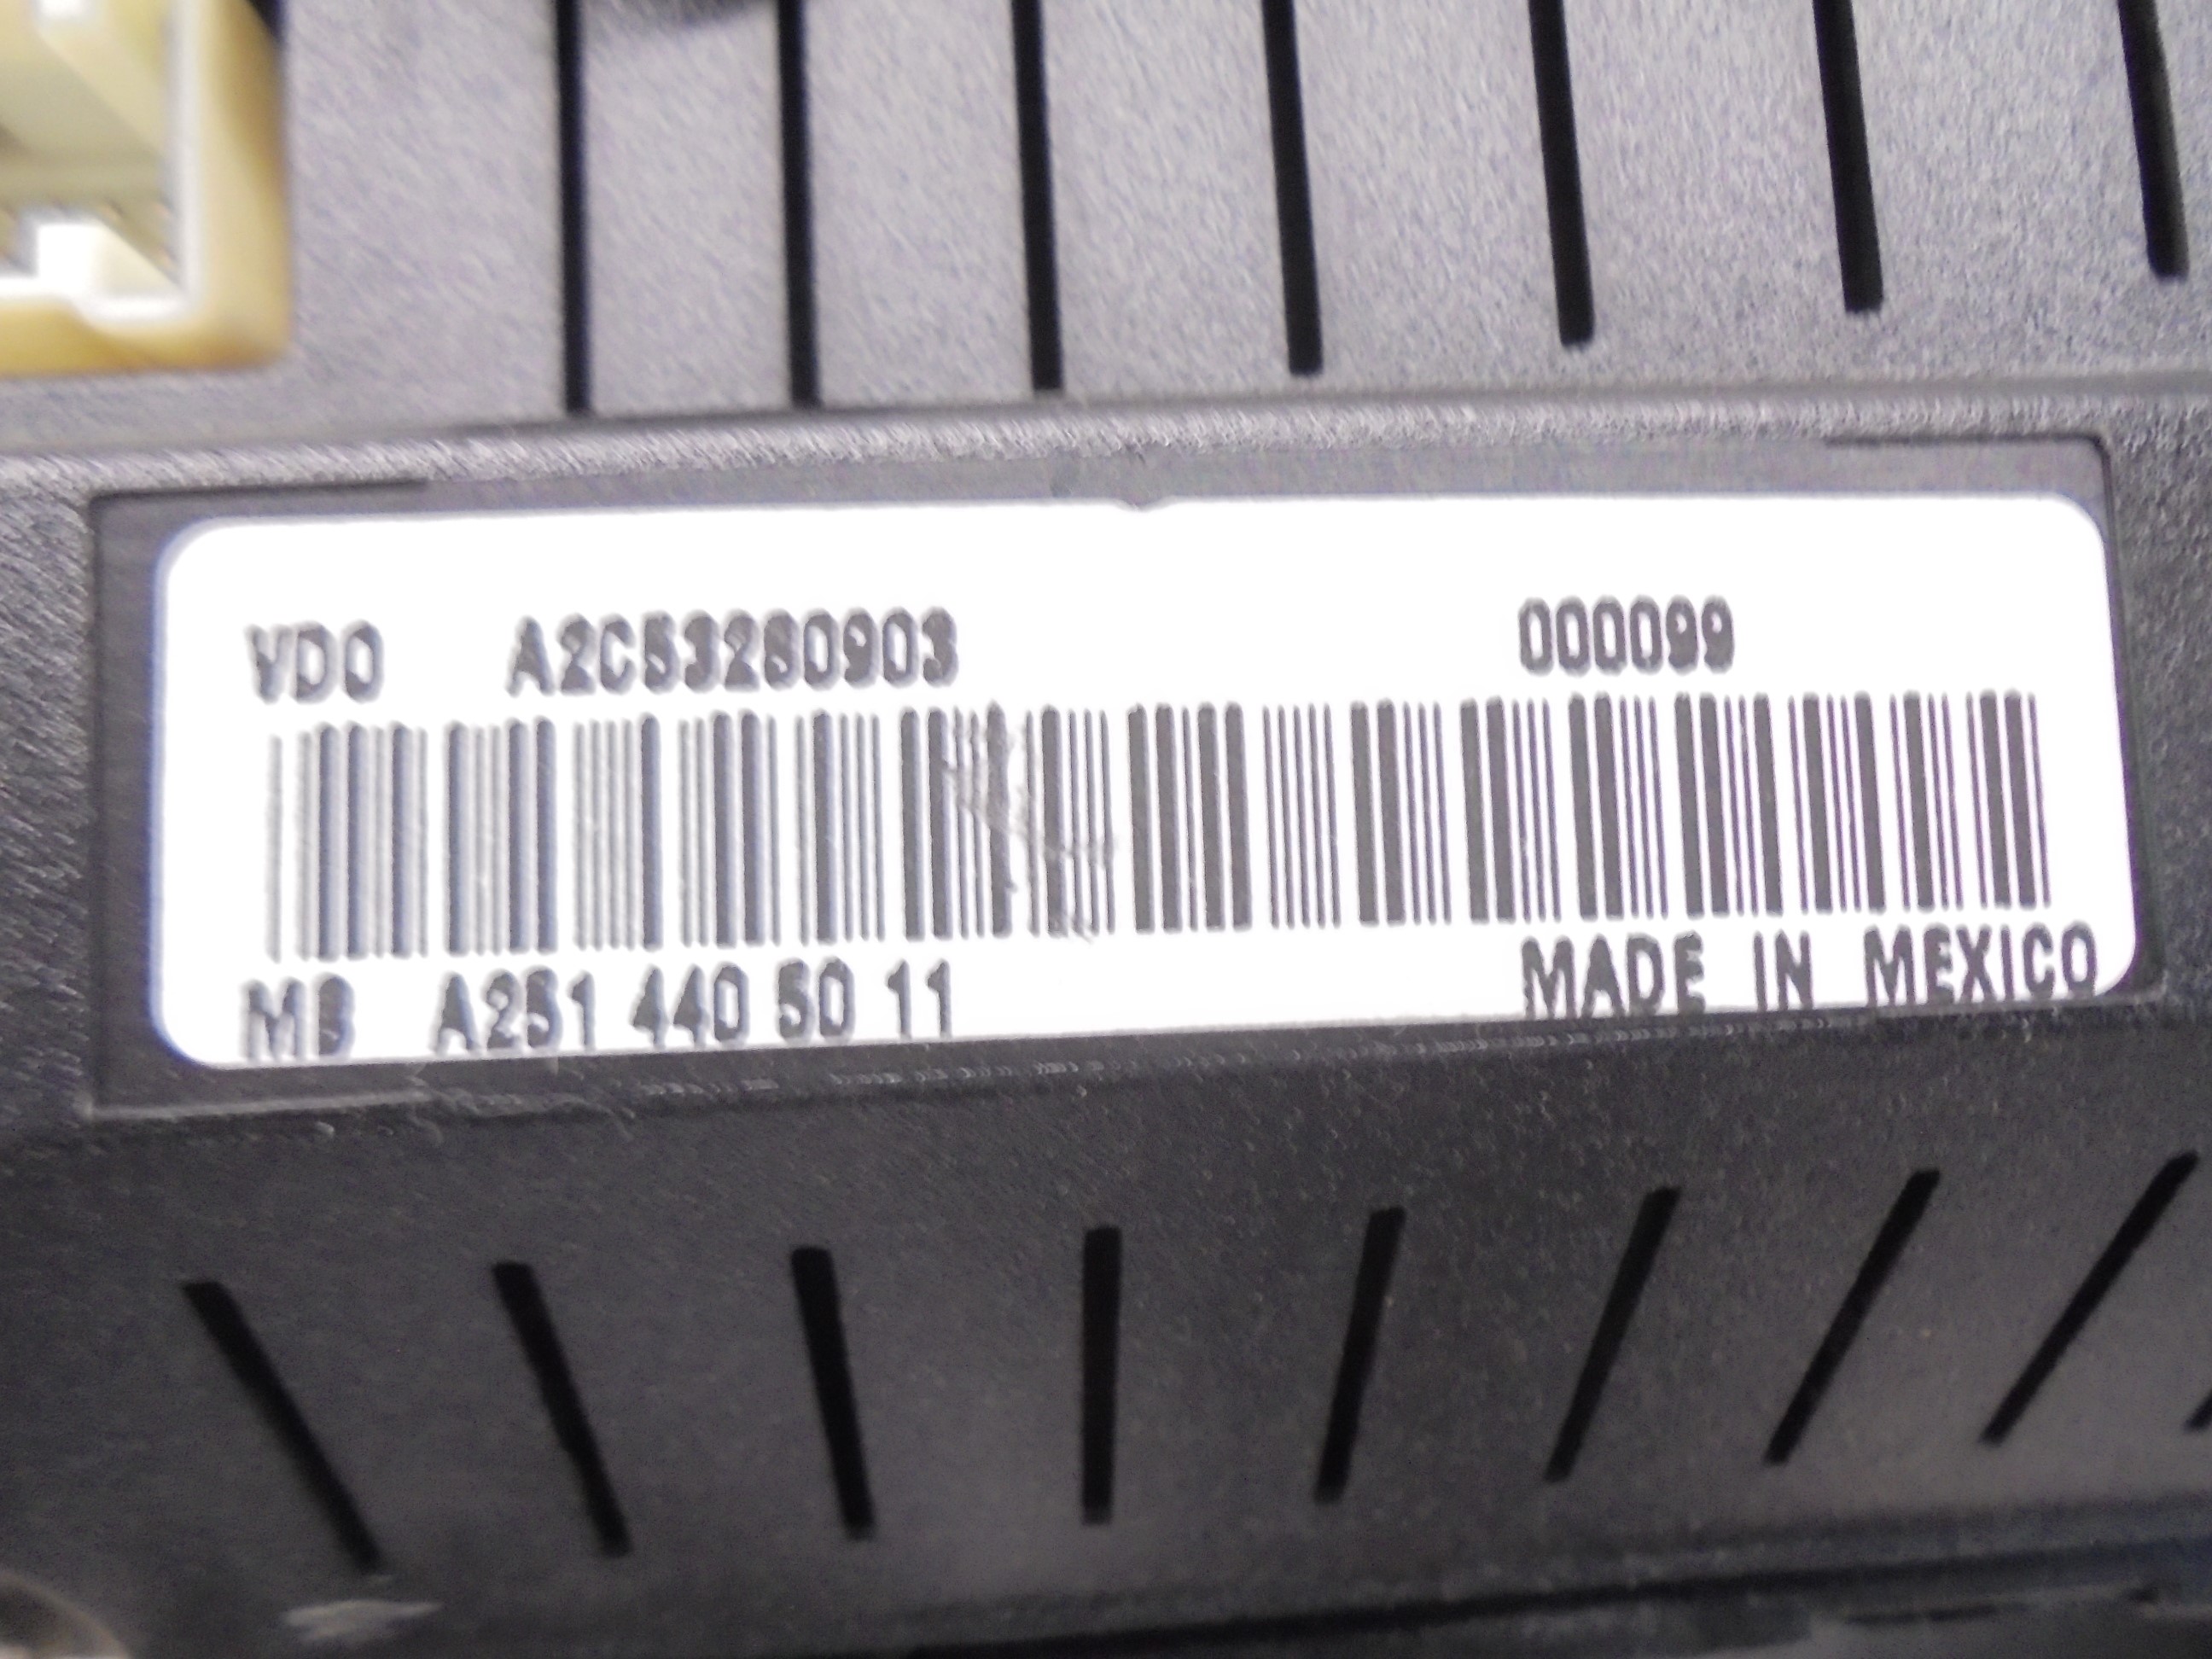 VDO A2C53280903 000099
MB A251 440 50 11 MADE IN MEXICO